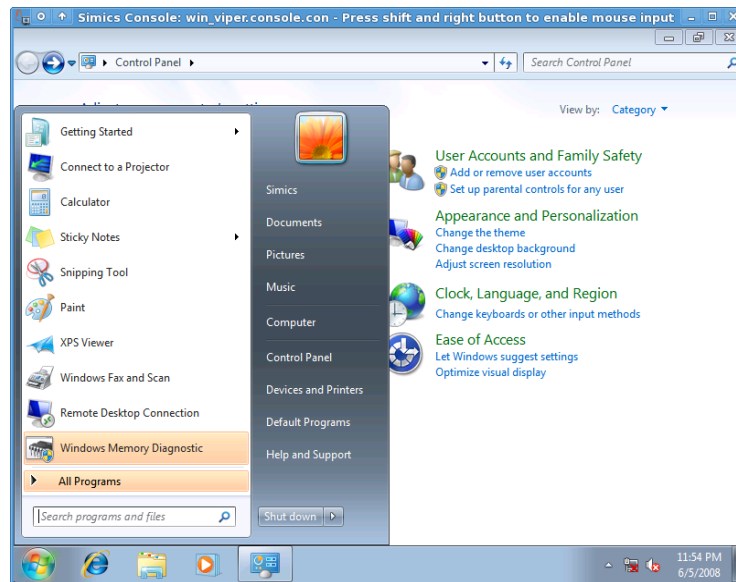 Simics Console: win_viper.console.con - Press shift and right button to enable mouse input
Control Panel
Search Control Panel
View by: Category
Getting Started
Connect to a Projector
Calculator
Sticky Notes
Snipping Tool
Paint
XPS Viewer
Windows Fax and Scan
Remote Desktop Connection
Windows Memory Diagnostic
All Programs
Search programs and files
Simics
Documents
Pictures
Music
Computer
Control Panel
Devices and Printers
Default Programs
Help and Support
Shut down
User Accounts and Family Safety
Add or remove user accounts
Set up parental controls for any user
Appearance and Personalization
Change the theme
Change desktop background
Adjust screen resolution
Clock, Language, and Region
Change keyboards or other input methods
Ease of Access
Let Windows suggest settings
Optimize visual display
11:54 PM
6/5/2008